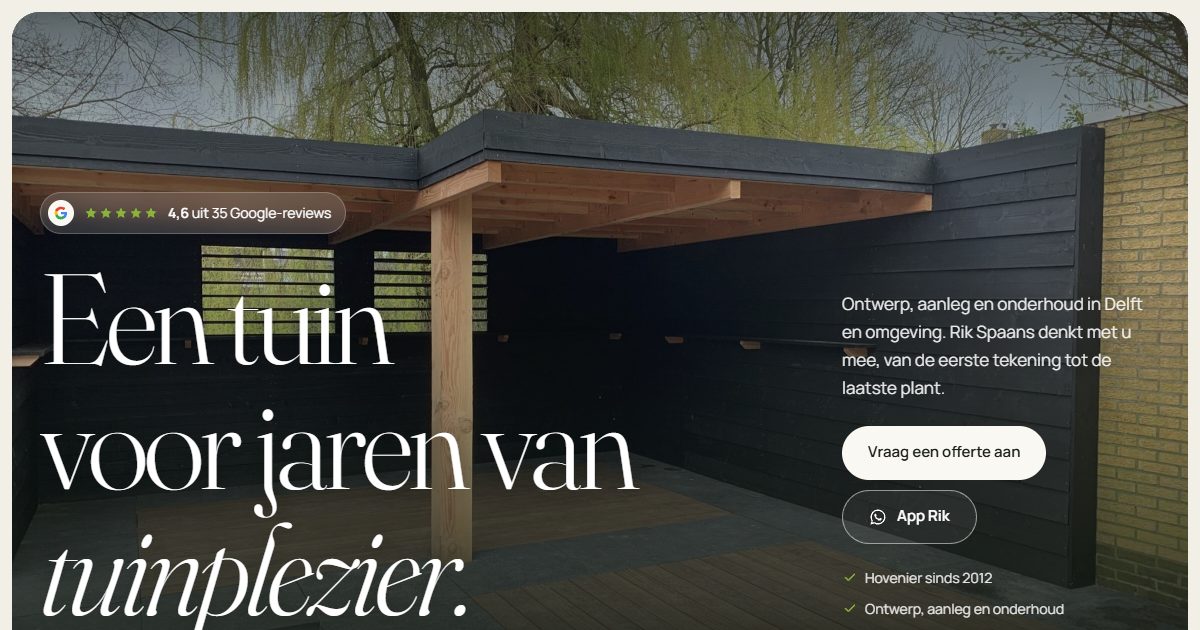 4,6 uit 35 Google-reviews
Een tuin
voor jaren van
tuinplezier.
Ontwerp, aanleg en onderhoud in Delft
en omgeving. Rik Spaans denkt met u
mee, van de eerste tekening tot de
laatste plant.
Vraag een offerte aan
App Rik
Hovenier sinds 2012
Ontwerp, aanleg en onderhoud